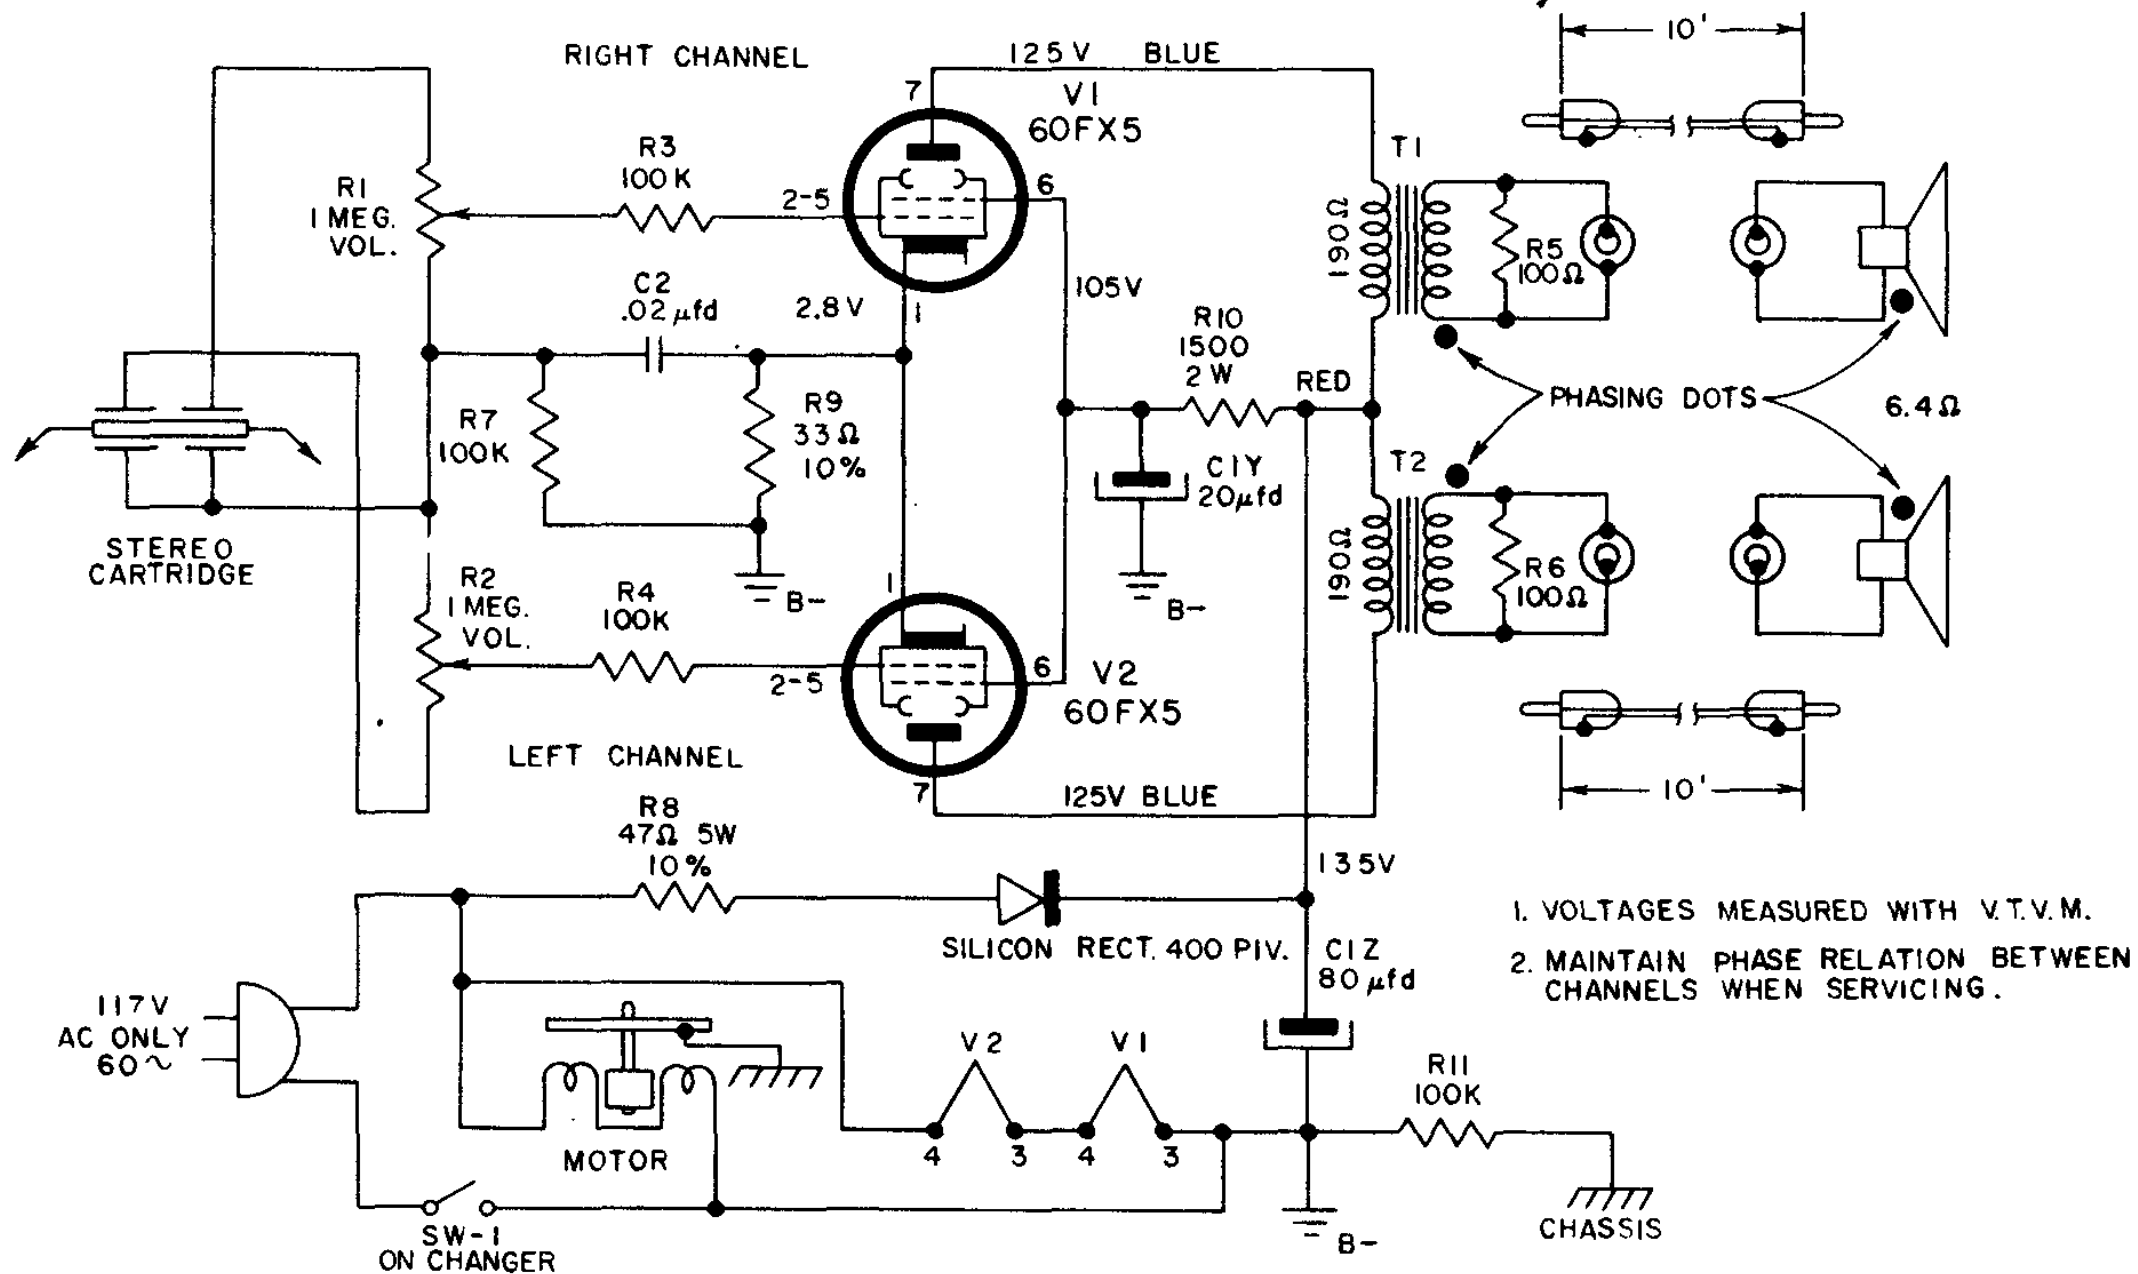 RIGHT CHANNEL
125V BLUE
10'
7
V1
60FX5
R3
100K
R1
1 MEG.
VOL.
2-5
6
T1
190Ω
R5
100Ω
C2
.02 µfd
2.8V
1
105V
R10
1500
2W
RED
PHASING DOTS
6.4Ω
R7
100K
R9
33Ω
10%
C1Y
20µfd
T2
STEREO
CARTRIDGE
R2
1 MEG.
VOL.
R4
100K
B-
1
B-
190Ω
R6
100Ω
2-5
6
V2
60FX5
LEFT CHANNEL
7
125V BLUE
10'
R8
47Ω 5W
10%
135V
SILICON RECT. 400 PIV.
C1Z
80µfd
1. VOLTAGES MEASURED WITH V.T.V.M.
2. MAINTAIN PHASE RELATION BETWEEN
CHANNELS WHEN SERVICING.
117V
AC ONLY
60~
V2
V1
R11
100K
MOTOR
4
3
4
3
SW-1
ON CHANGER
B-
CHASSIS